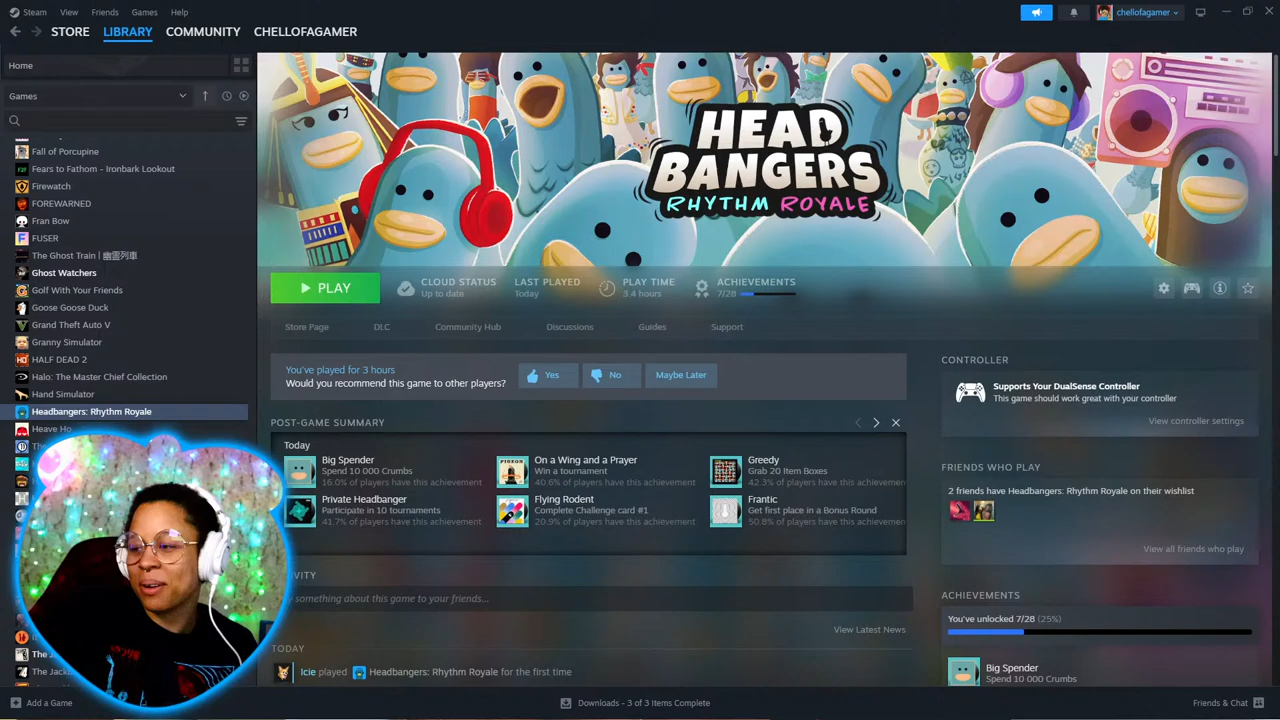 Steam View Friends Games Help
chellofagamer
STORE LIBRARY COMMUNITY CHELLOFAGAMER
Home
Games
Fall of Porcupine
Fears to Fathom - Ironbark Lookout
Firewatch
FOREWARNED
Fran Bow
FUSER
The Ghost Train | 幽霊列車
Ghost Watchers
Golf With Your Friends
Goose Goose Duck
Grand Theft Auto V
Granny Simulator
HALF DEAD 2
Halo: The Master Chief Collection
Hand Simulator
Headbangers: Rhythm Royale
Heave Ho
HEAD
BANGERS
RHYTHM ROYALE
PLAY
CLOUD STATUS
Up to date
LAST PLAYED
Today
PLAY TIME
3.4 hours
ACHIEVEMENTS
7/28
Store Page DLC Community Hub Discussions Guides Support
You've played for 3 hours
Would you recommend this game to other players?
Yes No Maybe Later
POST-GAME SUMMARY
Today
Big Spender
Spend 10 000 Crumbs
16.0% of players have this achievement
On a Wing and a Prayer
Win a tournament
40.6% of players have this achievement
Greedy
Grab 20 Item Boxes
42.3% of players have this achievement
Private Headbanger
Participate in 10 tournaments
41.7% of players have this achievement
Flying Rodent
Complete Challenge card #1
20.9% of players have this achievement
Frantic
Get first place in a Bonus Round
50.8% of players have this achievement
something about this game to your friends...
View Latest News
TODAY
Icie played Headbangers: Rhythm Royale for the first time
CONTROLLER
Supports Your DualSense Controller
This game should work great with your controller
View controller settings
FRIENDS WHO PLAY
2 friends have Headbangers: Rhythm Royale on their wishlist
View all friends who play
ACHIEVEMENTS
You've unlocked 7/28 (25%)
Big Spender
Spend 10 000 Crumbs
Add a Game
Downloads - 3 of 3 Items Complete
Friends & Chat